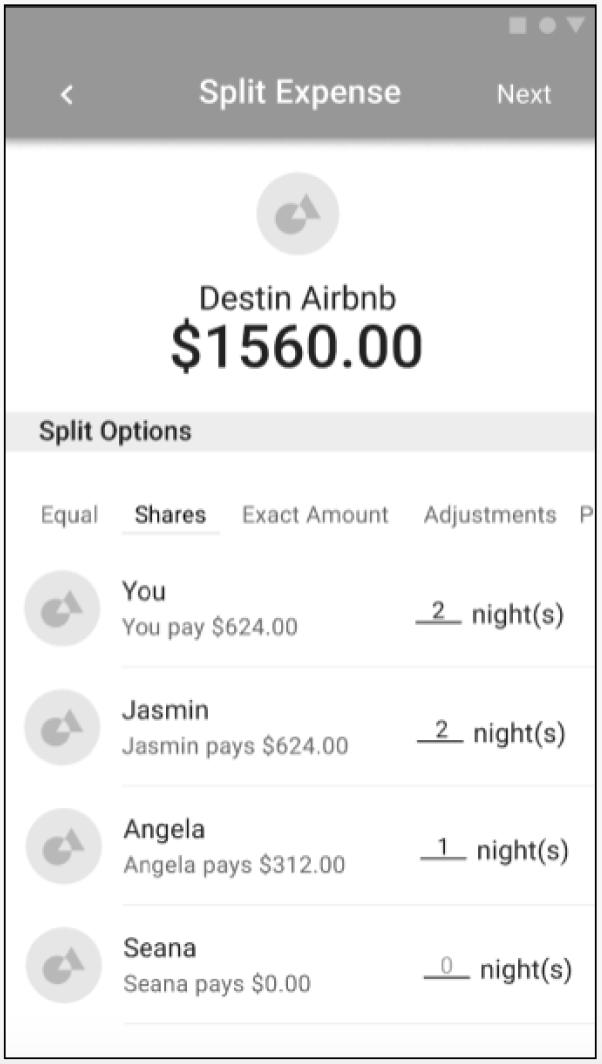 Split Expense
Next
Destin Airbnb
$1560.00
Split Options
Equal Shares Exact Amount Adjustments P
You
You pay $624.00
2 night(s)
Jasmin
Jasmin pays $624.00
2 night(s)
Angela
Angela pays $312.00
1 night(s)
Seana
Seana pays $0.00
0 night(s)